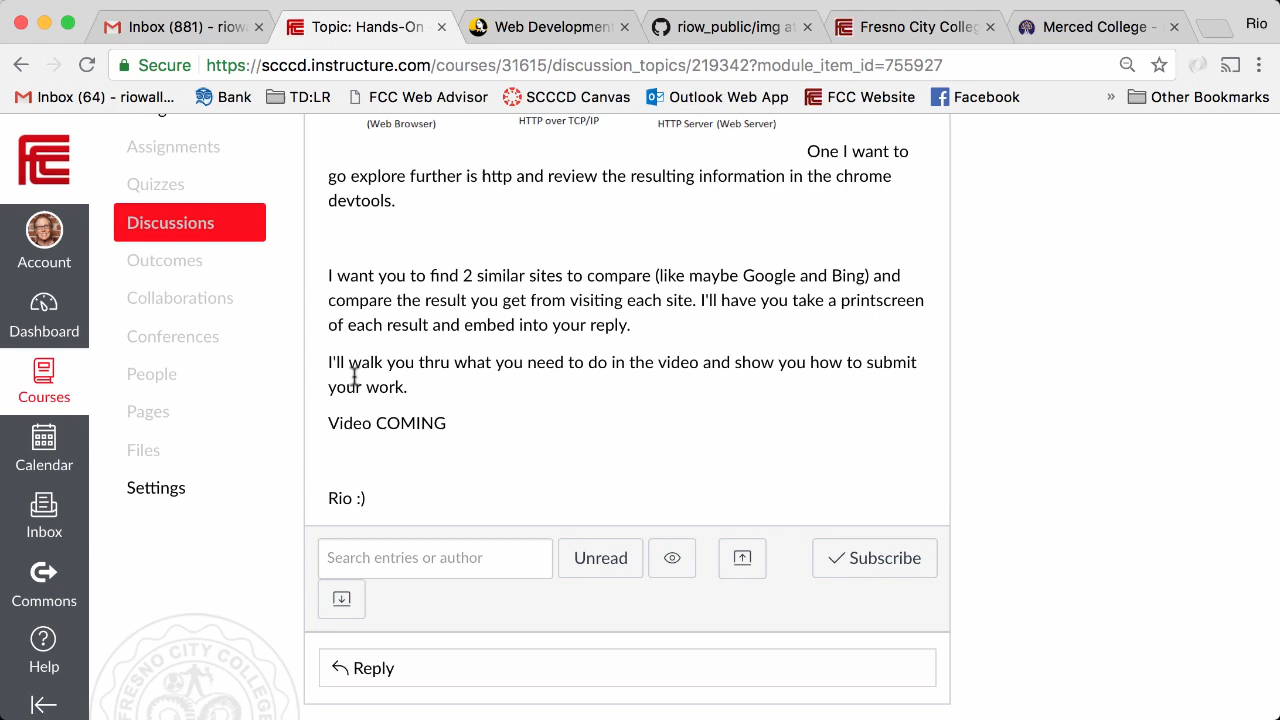 Inbox (881) - riowa
Topic: Hands-On
Web Development
riow_public/img at
Fresno City Colleg
Merced College -
Rio
Secure
https://scccd.instructure.com/courses/31615/discussion_topics/219342?module_item_id=755927
Inbox (64) - riowall...
Bank
TD:LR
FCC Web Advisor
SCCCD Canvas
Outlook Web App
FCC Website
Facebook
»
Other Bookmarks
FCC
Account
Dashboard
Courses
Calendar
Inbox
Commons
Help
Assignments
Quizzes
Discussions
Outcomes
Collaborations
Conferences
People
Pages
Files
Settings
(Web Browser)
HTTP over TCP/IP
HTTP Server (Web Server)
One I want to
go explore further is http and review the resulting information in the chrome
devtools.
I want you to find 2 similar sites to compare (like maybe Google and Bing) and
compare the result you get from visiting each site. I'll have you take a printscreen
of each result and embed into your reply.
I'll walk you thru what you need to do in the video and show you how to submit
your work.
Video COMING
Rio :)
Search entries or author
Unread
Subscribe
Reply
FRESNO CITY COLLEGE